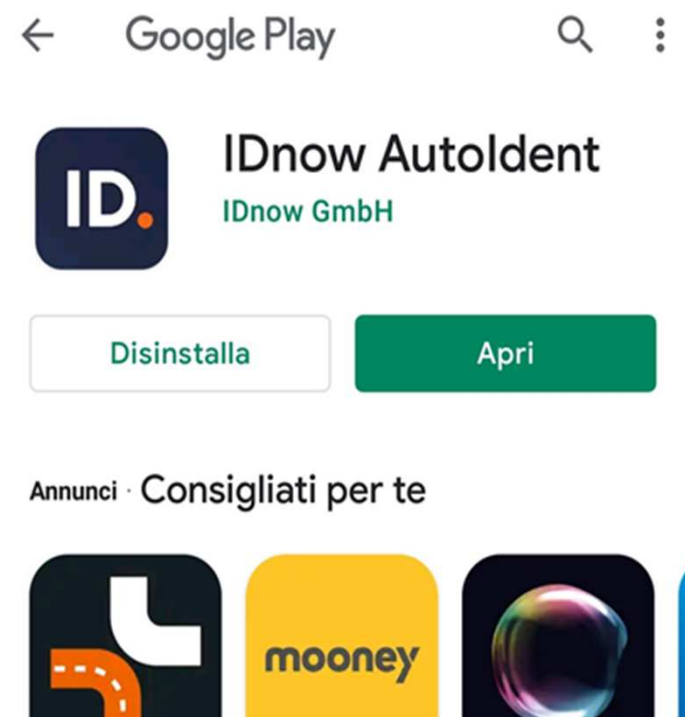 Google Play
IDnow AutoIdent
ID.
IDnow GmbH
Disinstalla
Apri
Annunci · Consigliati per te
mooney